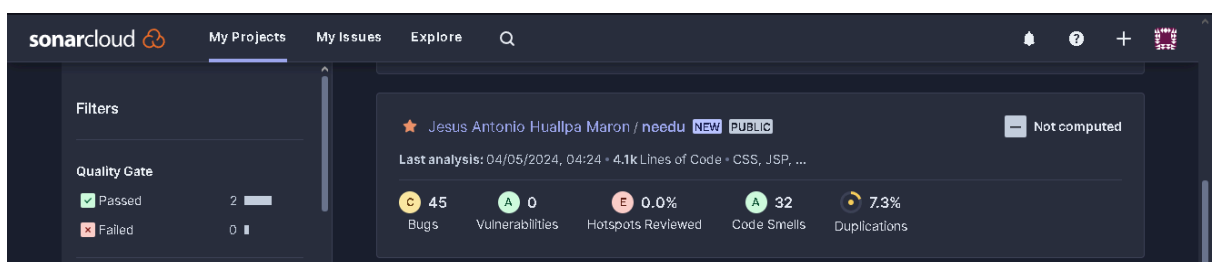 sonarcloud My Projects My Issues Explore
Filters
Quality Gate
Passed 2
Failed 0
Jesus Antonio Huallpa Maron / needu NEW PUBLIC
Not computed
Last analysis: 04/05/2024, 04:24 • 4.1k Lines of Code • CSS, JSP, ...
C 45 A 0 E 0.0% A 32 7.3%
Bugs Vulnerabilities Hotspots Reviewed Code Smells Duplications